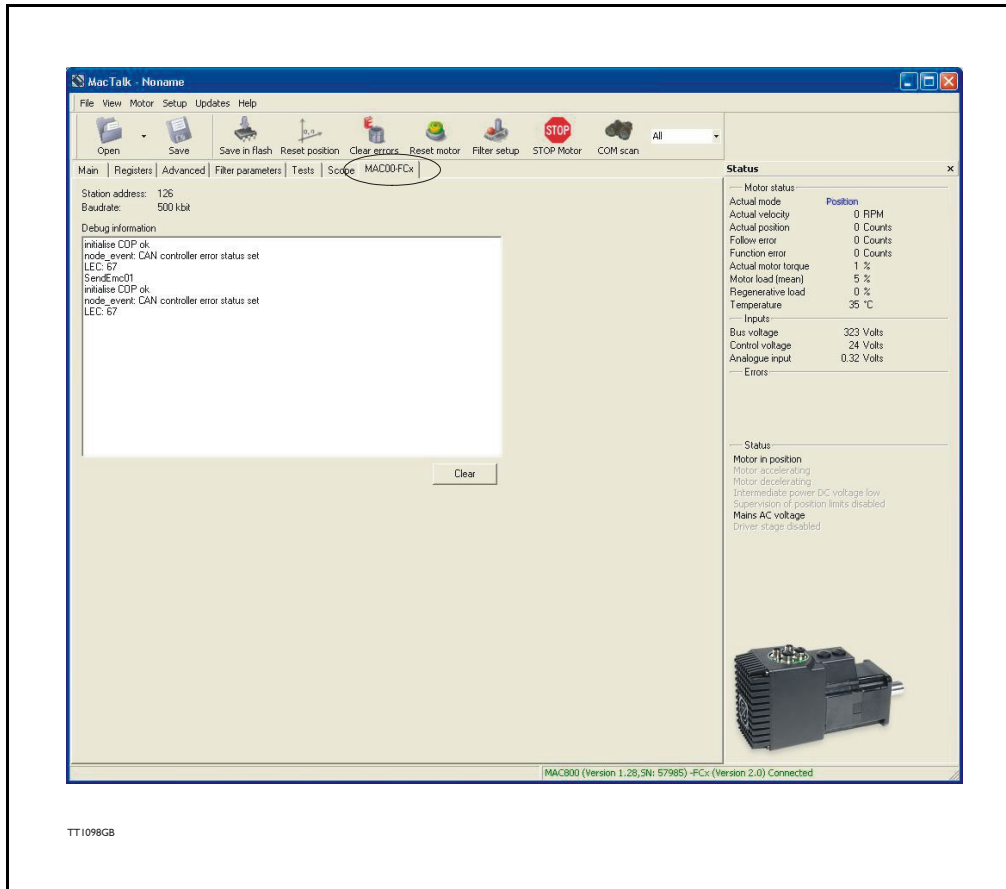 MacTalk - Noname
File View Motor Setup Updates Help
Open Save Save in flash Reset position Clear errors Reset motor Filter setup STOP Motor COM scan All
STOP
Main Registers Advanced Filter parameters Tests Scope MAC00-FCx
Station address: 126
Baudrate: 500 kbit
Debug information
initialise COP ok
node_event: CAN controller error status set
LEC: 67
SendEmc01
initialise COP ok
node_event: CAN controller error status set
LEC: 67
Clear
Status x
Motor status
Actual mode Position
Actual velocity 0 RPM
Actual position 0 Counts
Follow error 0 Counts
Function error 0 Counts
Actual motor torque 1 %
Motor load (mean) 5 %
Regenerative load 0 %
Temperature 35 °C
Inputs
Bus voltage 323 Volts
Control voltage 24 Volts
Analogue input 0.32 Volts
Errors
Status
Motor in position
Motor accelerating
Motor decelerating
Intermediate power DC voltage low
Supervision of position limits disabled
Mains AC voltage
Driver stage disabled
MAC800 (Version 1.28,SN: 57985) -FCx (Version 2.0) Connected
TT1098GB